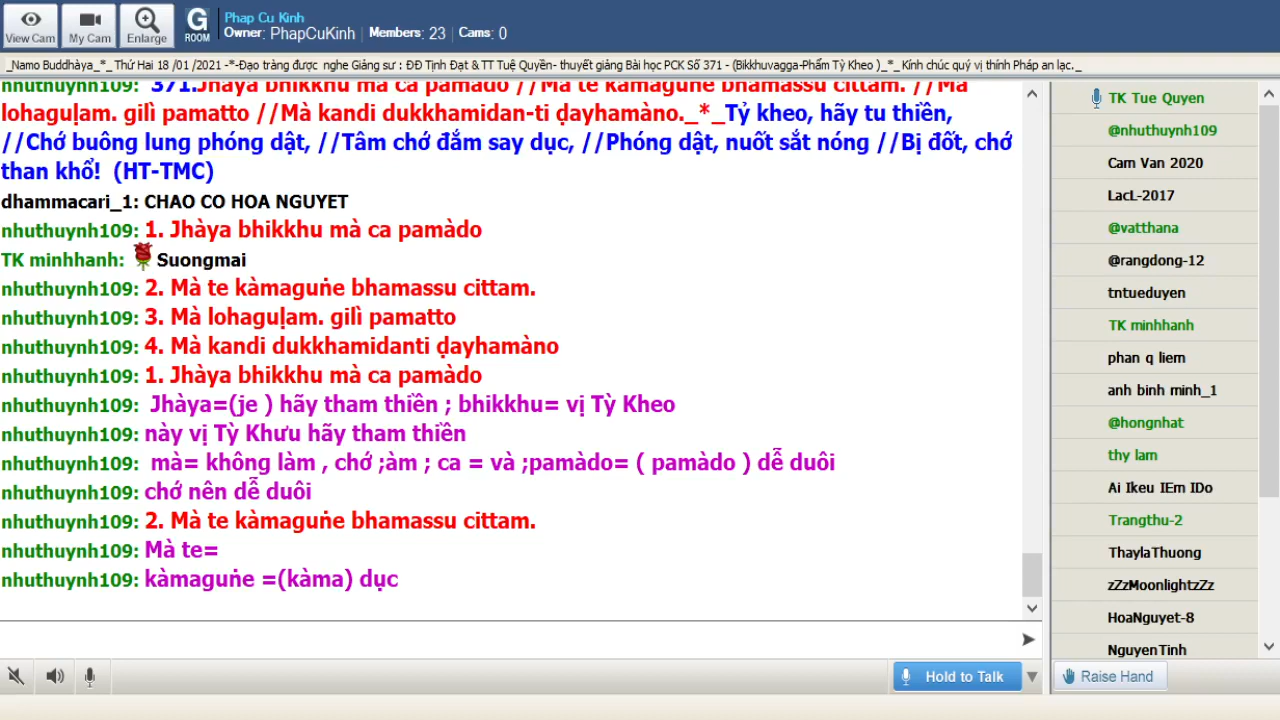 View Cam
My Cam
Enlarge
G
ROOM
Phap Cu Kinh
Owner: PhapCuKinh | Members: 23 | Cams: 0
_Namo Buddhàya_*_ Thứ Hai 18 /01 /2021 -*-Đạo tràng được nghe Giảng sư : ĐĐ Tịnh Đạt & TT Tuệ Quyền- thuyết giảng Bài học PCK Số 371 - (Bikkhuvagga-Phẩm Tỳ Kheo )_*_Kính chúc quý vị thính Pháp an lạc._
nhuthuynh109: 371.Jhàya bhikkhu mà ca pamàdo //Mà te kàmaguṅe bhamassu cittam. //Mà
lohaguḷam. gilì pamatto //Mà kandi dukkhamidan-ti ḍayhamàno._*_Tỷ kheo, hãy tu thiền,
//Chớ buông lung phóng dật, //Tâm chớ đắm say dục, //Phóng dật, nuốt sắt nóng //Bị đốt, chớ
than khổ! (HT-TMC)
dhammacari_1: CHAO CO HOA NGUYET
nhuthuynh109: 1. Jhàya bhikkhu mà ca pamàdo
TK minhhanh: Suongmai
nhuthuynh109: 2. Mà te kàmaguṅe bhamassu cittam.
nhuthuynh109: 3. Mà lohaguḷam. gilì pamatto
nhuthuynh109: 4. Mà kandi dukkhamidanti ḍayhamàno
nhuthuynh109: 1. Jhàya bhikkhu mà ca pamàdo
nhuthuynh109: Jhàya=(je ) hãy tham thiền ; bhikkhu= vị Tỳ Kheo
nhuthuynh109: này vị Tỳ Khưu hãy tham thiền
nhuthuynh109: mà= không làm , chớ ;àm ; ca = và ;pamàdo= ( pamàdo ) dễ duôi
nhuthuynh109: chớ nên dễ duôi
nhuthuynh109: 2. Mà te kàmaguṅe bhamassu cittam.
nhuthuynh109: Mà te=
nhuthuynh109: kàmaguṅe =(kàma) dục
Hold to Talk
TK Tue Quyen
@nhuthuynh109
Cam Van 2020
LacL-2017
@vatthana
@rangdong-12
tntueduyen
TK minhhanh
phan q liem
anh binh minh_1
@hongnhat
thy lam
Ai Ikeu IEm IDo
Trangthu-2
ThaylaThuong
zZzMoonlightzZz
HoaNguyet-8
NguyenTinh
Raise Hand